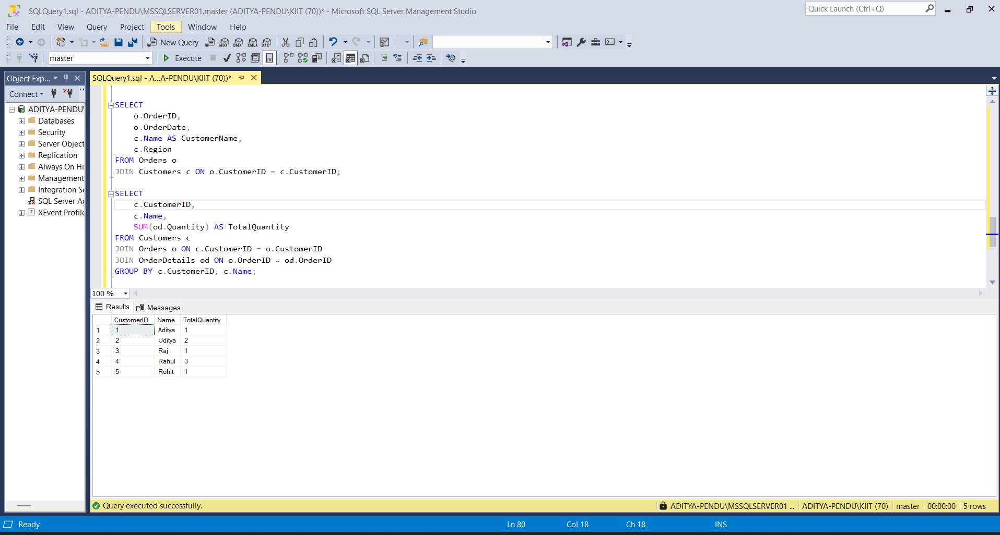 SQLQuery1.sql - ADITYA-PENDU\MSSQLSERVER01.master (ADITYA-PENDU\KIIT (70))* - Microsoft SQL Server Management Studio
Quick Launch (Ctrl+Q)
File Edit View Query Project Tools Window Help
New Query MDX DMX XMLA DAX
master Execute
Object Exp...
SQLQuery1.sql - A...A-PENDU\KIIT (70))*
Connect
ADITYA-PENDU\
Databases
Security
Server Object
Replication
Always On Hi
Management
Integration Se
SQL Server Ag
XEvent Profile
SELECT
o.OrderID,
o.OrderDate,
c.Name AS CustomerName,
c.Region
FROM Orders o
JOIN Customers c ON o.CustomerID = c.CustomerID;
SELECT
c.CustomerID,
c.Name,
SUM(od.Quantity) AS TotalQuantity
FROM Customers c
JOIN Orders o ON c.CustomerID = o.CustomerID
JOIN OrderDetails od ON o.OrderID = od.OrderID
GROUP BY c.CustomerID, c.Name;
100 %
Results Messages
CustomerID Name TotalQuantity
1 1 Aditya 1
2 2 Uditya 2
3 3 Raj 1
4 4 Rahul 3
5 5 Rohit 1
Query executed successfully.
ADITYA-PENDU\MSSQLSERVER01 ... ADITYA-PENDU\KIIT (70) master 00:00:00 5 rows
Ready Ln 80 Col 18 Ch 18 INS